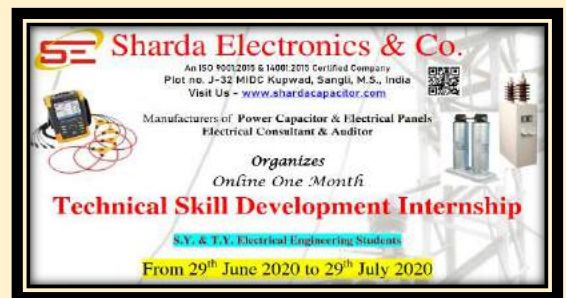 SE Sharda Electronics & Co.
An ISO 9001:2015 & 14001:2015 Certified Company
Plot no. J-32 MIDC Kupwad, Sangli, M.S., India
Visit Us - www.shardacapacitor.com
Manufacturers of Power Capacitor & Electrical Panels
Electrical Consultant & Auditor
Organizes
Online One Month
Technical Skill Development Internship
S.Y. & T.Y. Electrical Engineering Students
From 29th June 2020 to 29th July 2020